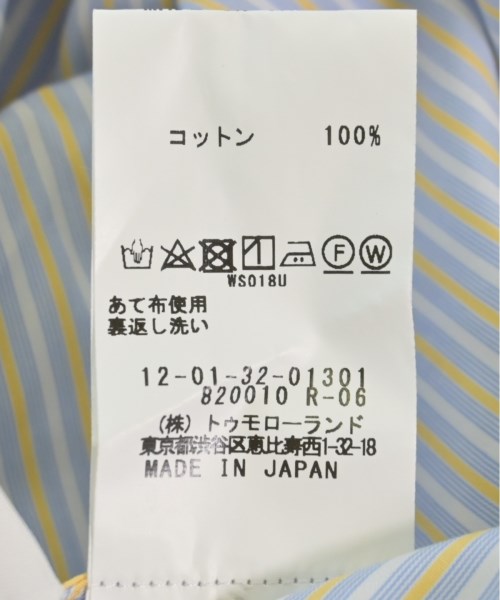 コットン 100%
F W
WS018U
あて布使用
裏返し洗い
12-01-32-01301
820010 R-06
(株)トゥモローランド
東京都渋谷区恵比寿西1-32-18
MADE IN JAPAN